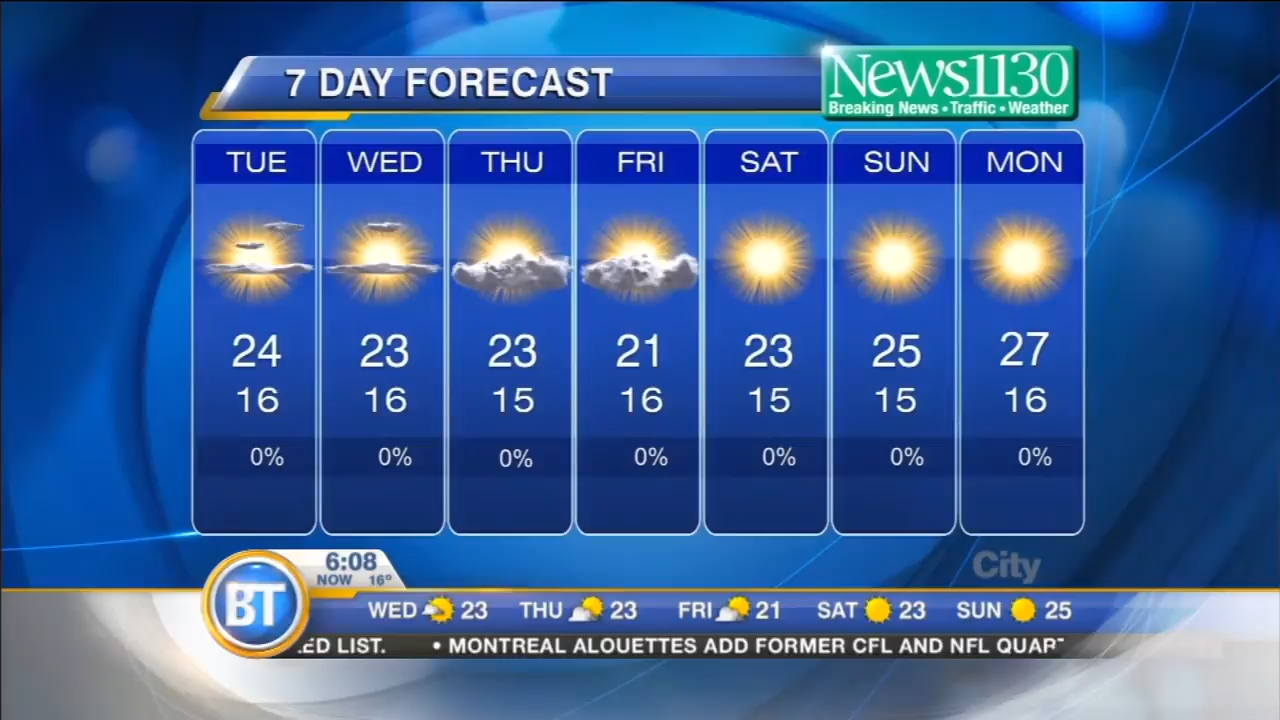 7 DAY FORECAST
News1130
Breaking News • Traffic • Weather
TUE WED THU FRI SAT SUN MON
24 23 23 21 23 25 27
16 16 15 16 15 15 16
0% 0% 0% 0% 0% 0% 0%
City
6:08
NOW 16°
BT
WED 23 THU 23 FRI 21 SAT 23 SUN 25
ED LIST. • MONTREAL ALOUETTES ADD FORMER CFL AND NFL QUAR